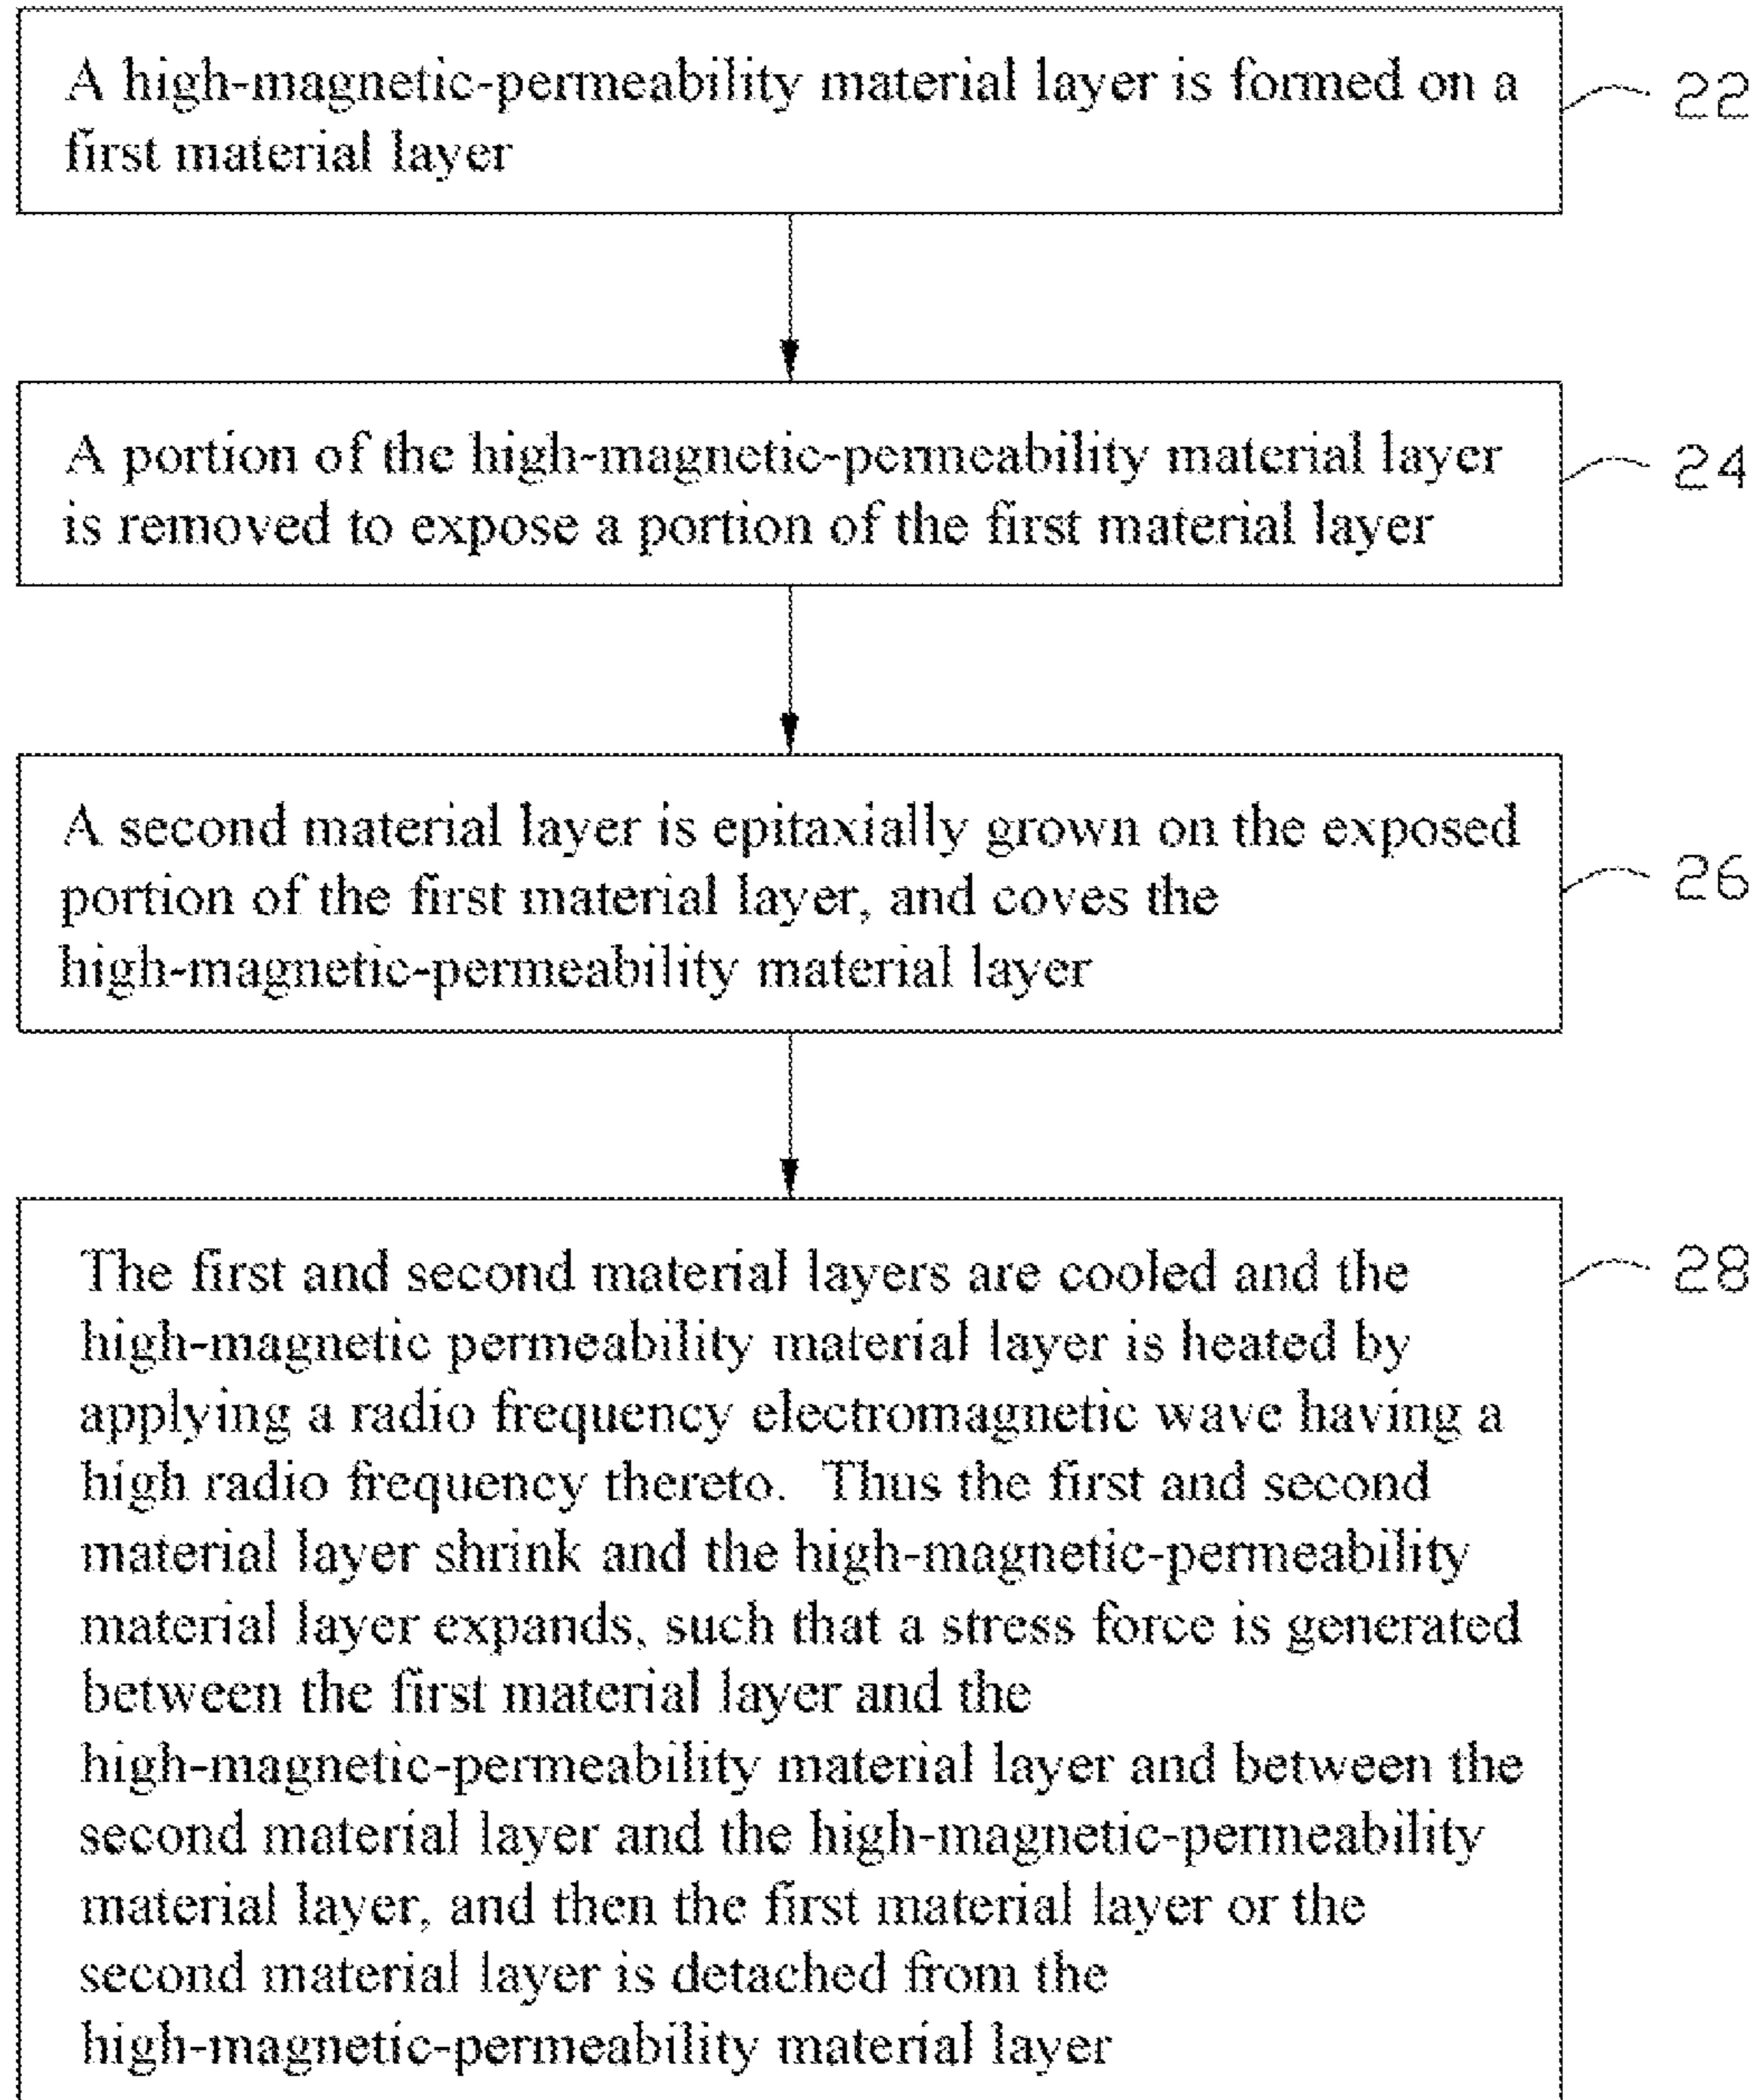 A high-magnetic-permeability material layer is formed on a
first material layer
22
A portion of the high-magnetic-permeability material layer
is removed to expose a portion of the first material layer
24
A second material layer is epitaxially grown on the exposed
portion of the first material layer, and coves the
high-magnetic-permeability material layer
26
The first and second material layers are cooled and the
high-magnetic permeability material layer is heated by
applying a radio frequency electromagnetic wave having a
high radio frequency thereto.  Thus the first and second
material layer shrink and the high-magnetic-permeability
material layer expands, such that a stress force is generated
between the first material layer and the
high-magnetic-permeability material layer and between the
second material layer and the high-magnetic-permeability
material layer, and then the first material layer or the
second material layer is detached from the
high-magnetic-permeability material layer
28